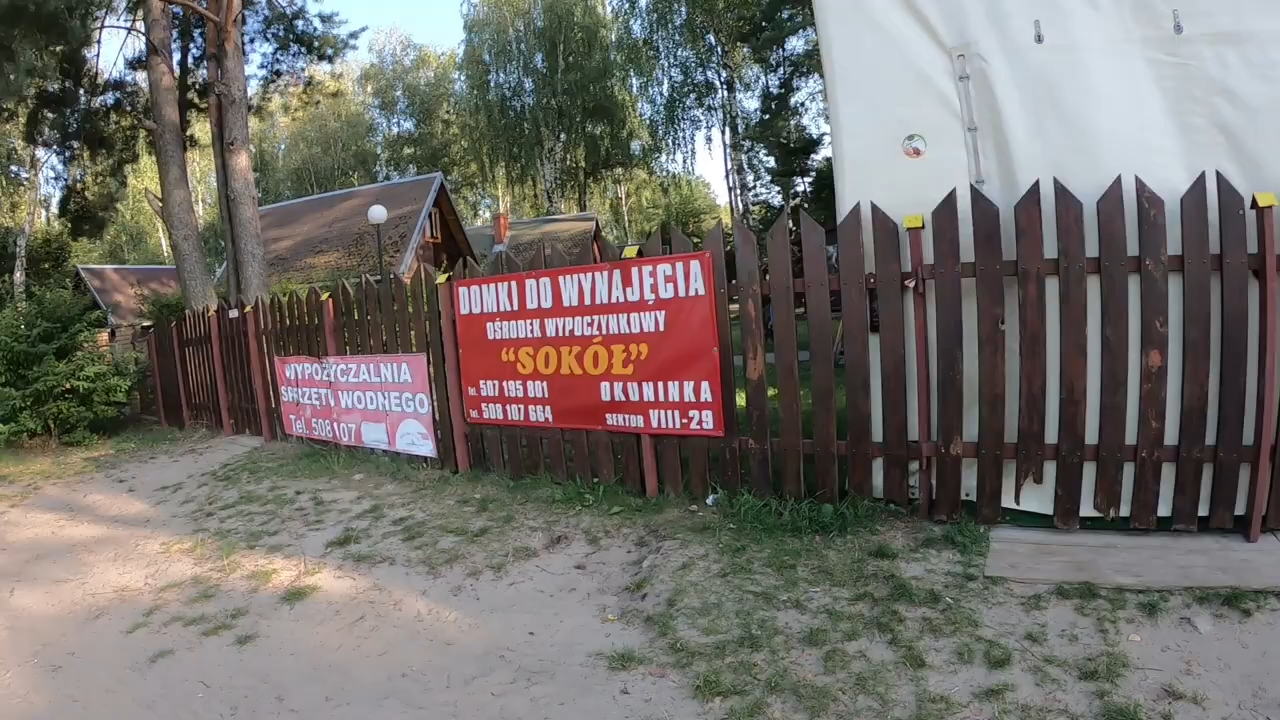 DOMKI DO WYNAJĘCIA
OŚRODEK WYPOCZYNKOWY
“SOKÓŁ”
Tel. 507 195 801 OKUNINKA
Tel. 508 107 664 SEKTOR VIII-29
WYPOŻYCZALNIA
SPRZĘTU WODNEGO
Tel. 508 107